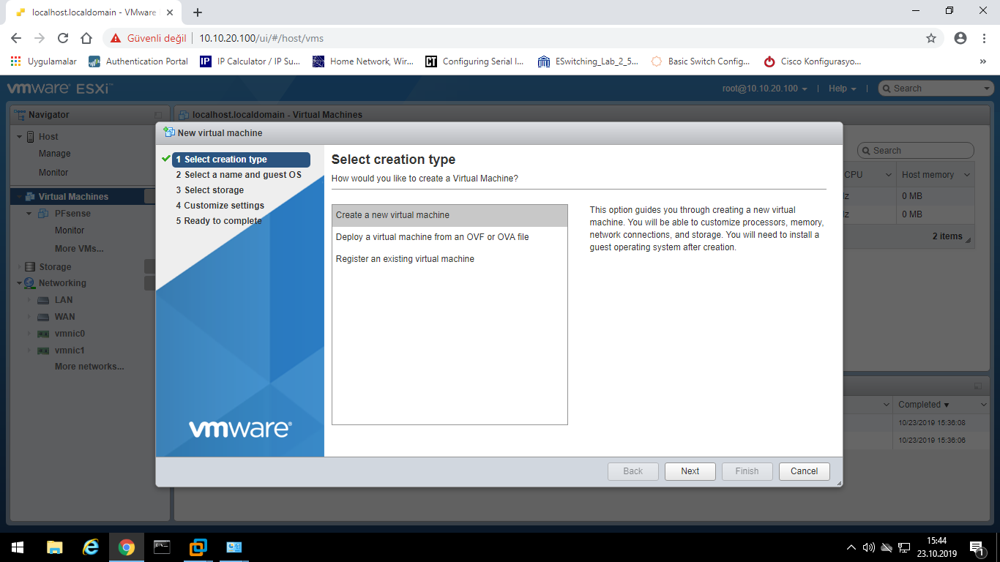 localhost.localdomain - VMware
Güvenli değil
10.10.20.100/ui/#/host/vms
Uygulamalar
Authentication Portal
IP
IP Calculator / IP Su...
Home Network, Wir...
CT
Configuring Serial I...
ESwitching_Lab_2_5...
Basic Switch Config...
Cisco Konfigurasyo...
»
vmware ESXi™
root@10.10.20.100
Help
Search
Navigator
localhost.localdomain - Virtual Machines
Host
Manage
Monitor
Virtual Machines
PFsense
Monitor
More VMs...
Storage
Networking
LAN
WAN
vmnic0
vmnic1
More networks...
New virtual machine
1 Select creation type
2 Select a name and guest OS
3 Select storage
4 Customize settings
5 Ready to complete
vmware®
Select creation type
How would you like to create a Virtual Machine?
Create a new virtual machine
Deploy a virtual machine from an OVF or OVA file
Register an existing virtual machine
This option guides you through creating a new virtual
machine. You will be able to customize processors, memory,
network connections, and storage. You will need to install a
guest operating system after creation.
Back
Next
Finish
Cancel
Search
CPU
Host memory
0 MB
0 MB
2 items
Completed ▼
10/23/2019 15:36:08
10/23/2019 15:36:06
15:44
23.10.2019
1